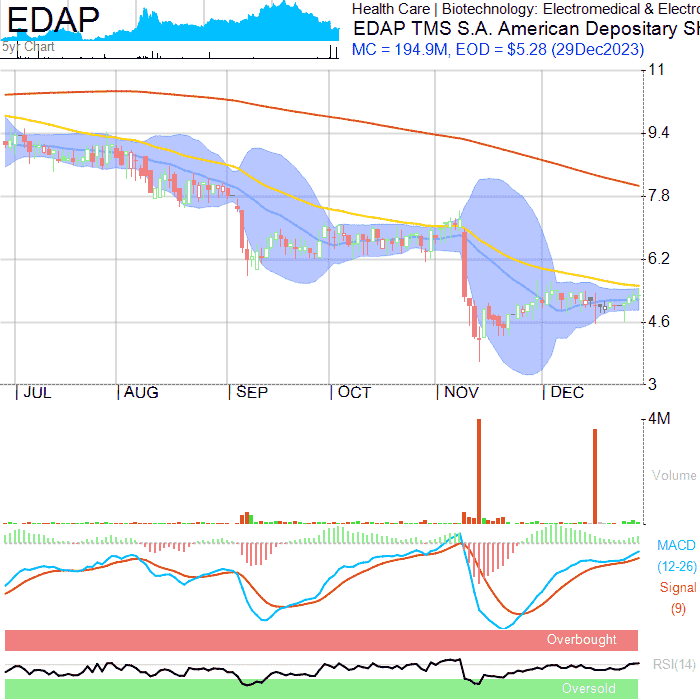 EDAP
Health Care | Biotechnology: Electromedical & Electro
EDAP TMS S.A. American Depositary SH
5yr Chart
MC = 194.9M, EOD = $5.28 (29Dec2023)
11
9.4
7.8
6.2
4.6
3
JUL AUG SEP OCT NOV DEC
4M
Volume
MACD
(12-26)
Signal
(9)
Overbought
RSI(14)
Oversold